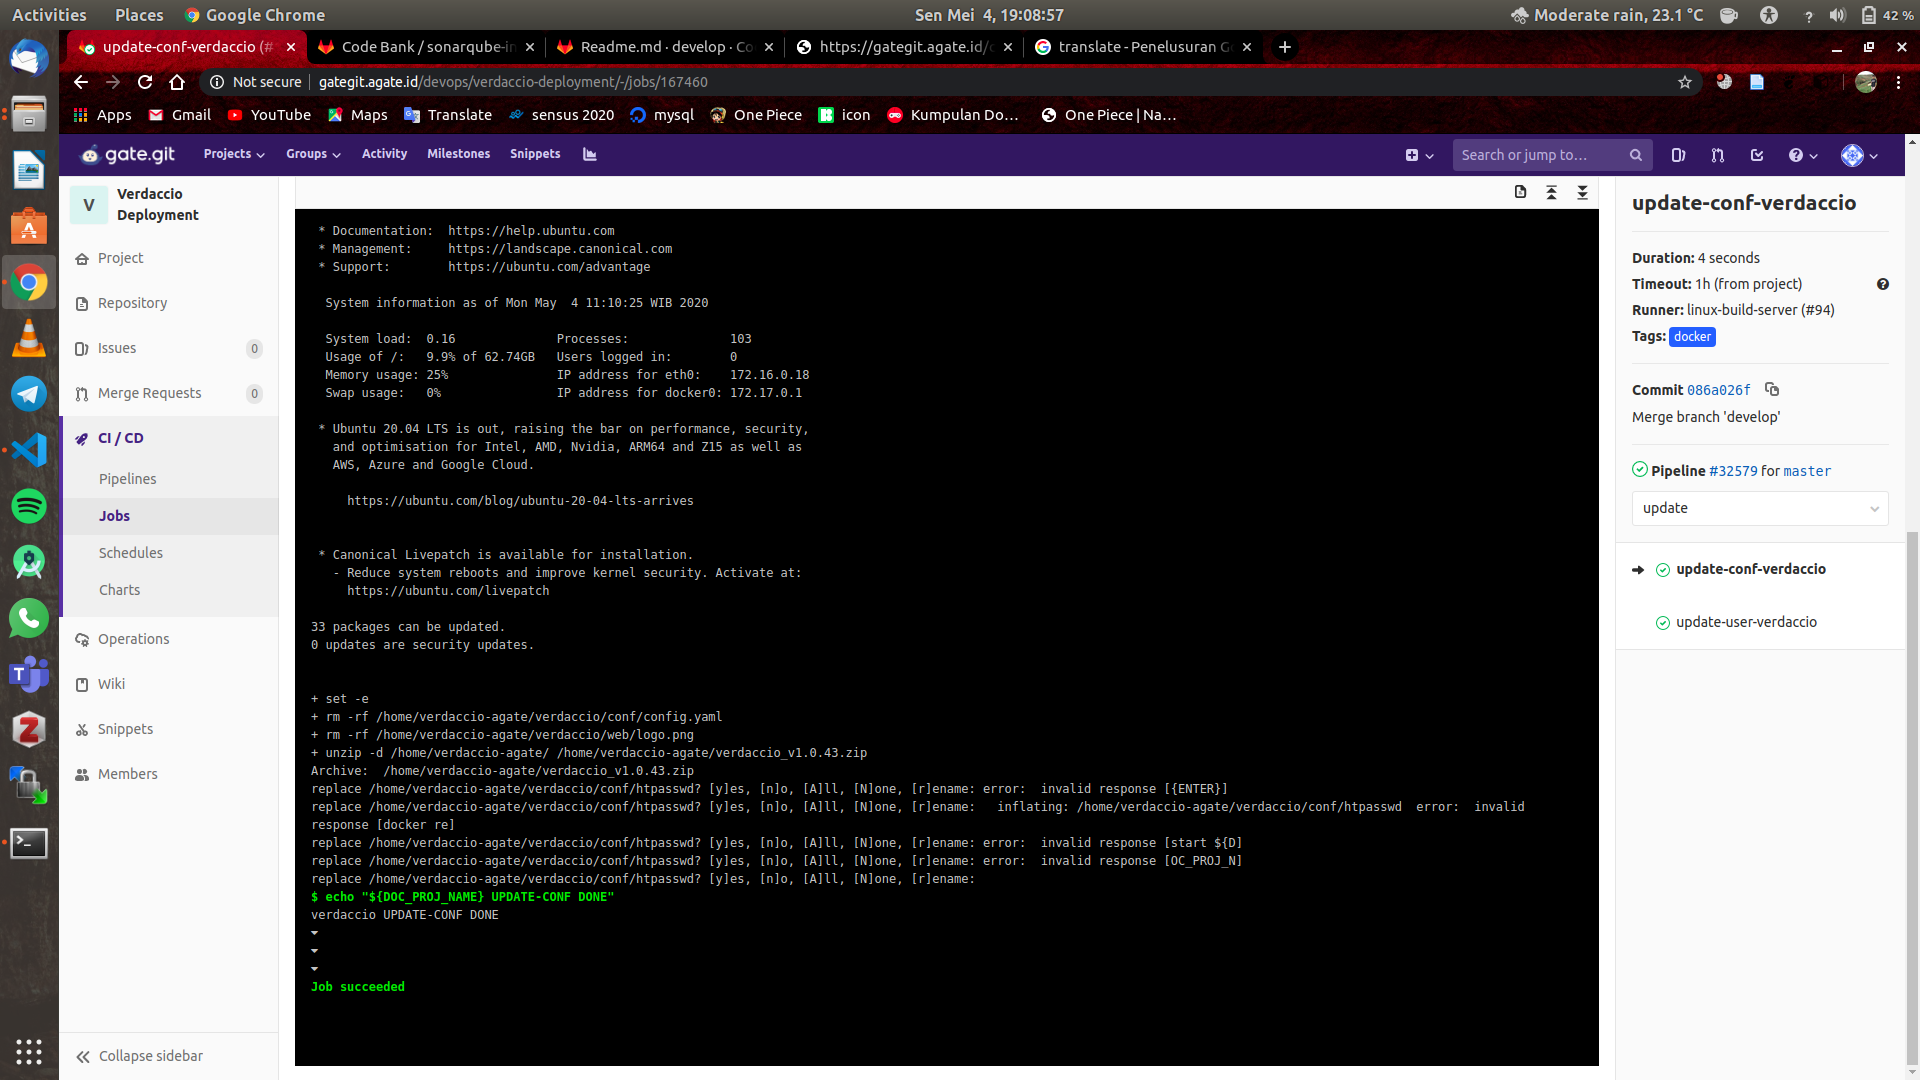 Activities Places Google Chrome Sen Mei 4, 19:08:57 Moderate rain, 23.1 °C ? 42 %
update-conf-verdaccio (# Code Bank / sonarqube-in Readme.md · develop · Co https://gategit.agate.id/d translate - Penelusuran G
Not secure gategit.agate.id/devops/verdaccio-deployment/-/jobs/167460
Apps Gmail YouTube Maps Translate sensus 2020 mysql One Piece icon Kumpulan Do… One Piece | Na…
gate.git Projects Groups Activity Milestones Snippets Search or jump to…
V Verdaccio Deployment
Project
Repository
Issues 0
Merge Requests 0
CI / CD
Pipelines
Jobs
Schedules
Charts
Operations
Wiki
Snippets
Members
Collapse sidebar
* Documentation: https://help.ubuntu.com
* Management: https://landscape.canonical.com
* Support: https://ubuntu.com/advantage
System information as of Mon May 4 11:10:25 WIB 2020
System load: 0.16 Processes: 103
Usage of /: 9.9% of 62.74GB Users logged in: 0
Memory usage: 25% IP address for eth0: 172.16.0.18
Swap usage: 0% IP address for docker0: 172.17.0.1
* Ubuntu 20.04 LTS is out, raising the bar on performance, security,
and optimisation for Intel, AMD, Nvidia, ARM64 and Z15 as well as
AWS, Azure and Google Cloud.
https://ubuntu.com/blog/ubuntu-20-04-lts-arrives
* Canonical Livepatch is available for installation.
- Reduce system reboots and improve kernel security. Activate at:
https://ubuntu.com/livepatch
33 packages can be updated.
0 updates are security updates.
+ set -e
+ rm -rf /home/verdaccio-agate/verdaccio/conf/config.yaml
+ rm -rf /home/verdaccio-agate/verdaccio/web/logo.png
+ unzip -d /home/verdaccio-agate/ /home/verdaccio-agate/verdaccio_v1.0.43.zip
Archive: /home/verdaccio-agate/verdaccio_v1.0.43.zip
replace /home/verdaccio-agate/verdaccio/conf/htpasswd? [y]es, [n]o, [A]ll, [N]one, [r]ename: error: invalid response [{ENTER}]
replace /home/verdaccio-agate/verdaccio/conf/htpasswd? [y]es, [n]o, [A]ll, [N]one, [r]ename: inflating: /home/verdaccio-agate/verdaccio/conf/htpasswd error: invalid
response [docker re]
replace /home/verdaccio-agate/verdaccio/conf/htpasswd? [y]es, [n]o, [A]ll, [N]one, [r]ename: error: invalid response [start ${D]
replace /home/verdaccio-agate/verdaccio/conf/htpasswd? [y]es, [n]o, [A]ll, [N]one, [r]ename: error: invalid response [OC_PROJ_N]
replace /home/verdaccio-agate/verdaccio/conf/htpasswd? [y]es, [n]o, [A]ll, [N]one, [r]ename:
$ echo "${DOC_PROJ_NAME} UPDATE-CONF DONE"
verdaccio UPDATE-CONF DONE
Job succeeded
update-conf-verdaccio
Duration: 4 seconds
Timeout: 1h (from project)
Runner: linux-build-server (#94)
Tags: docker
Commit 086a026f
Merge branch 'develop'
Pipeline #32579 for master
update
update-conf-verdaccio
update-user-verdaccio